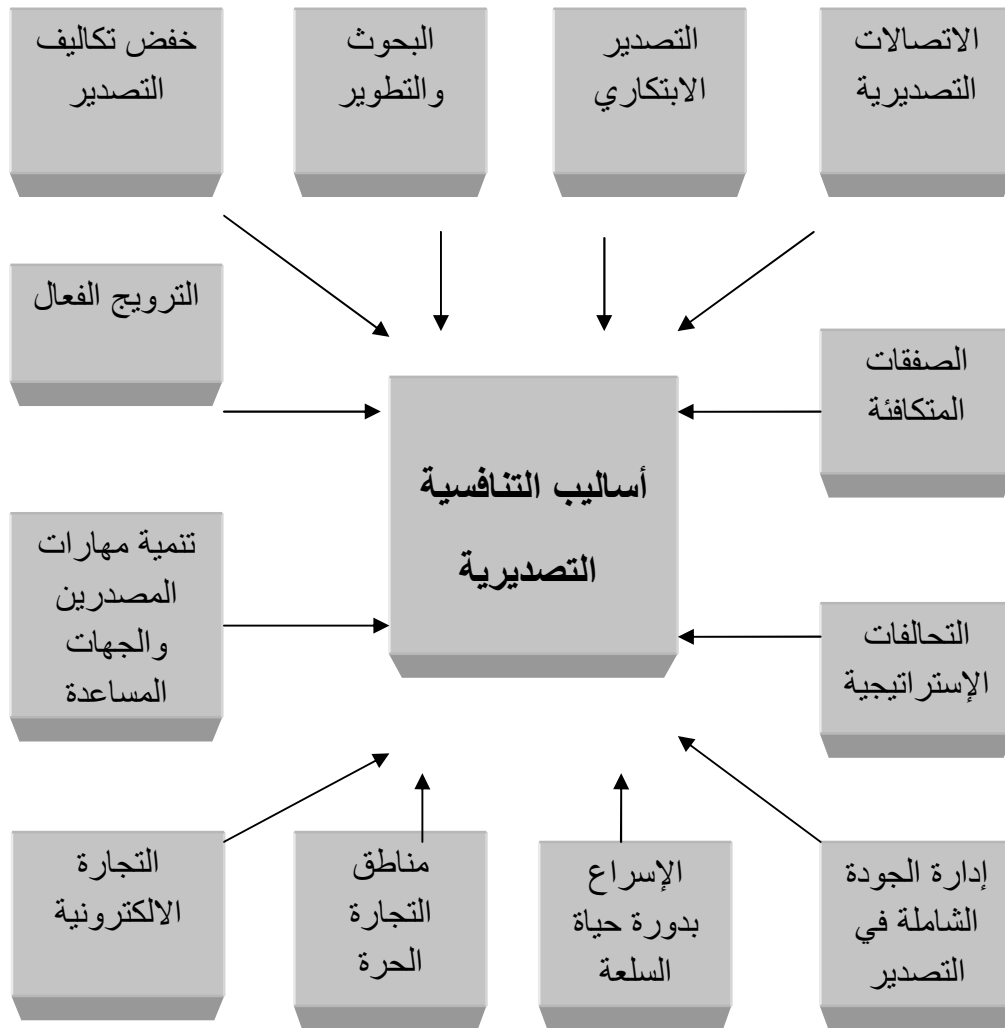 الاتصالات
التصديرية
التصدير
الابتكاري
البحوث
والتطوير
خفض تكاليف
التصدير
الصفقات
المتكافئة
الترويج الفعال
أساليب التنافسية
التصديرية
التحالفات
الإستراتيجية
تنمية مهارات
المصدرين
والجهات
المساعدة
إدارة الجودة
الشاملة في
التصدير
الإسراع
بدورة حياة
السلعة
مناطق
التجارة
الحرة
التجارة
الالكترونية